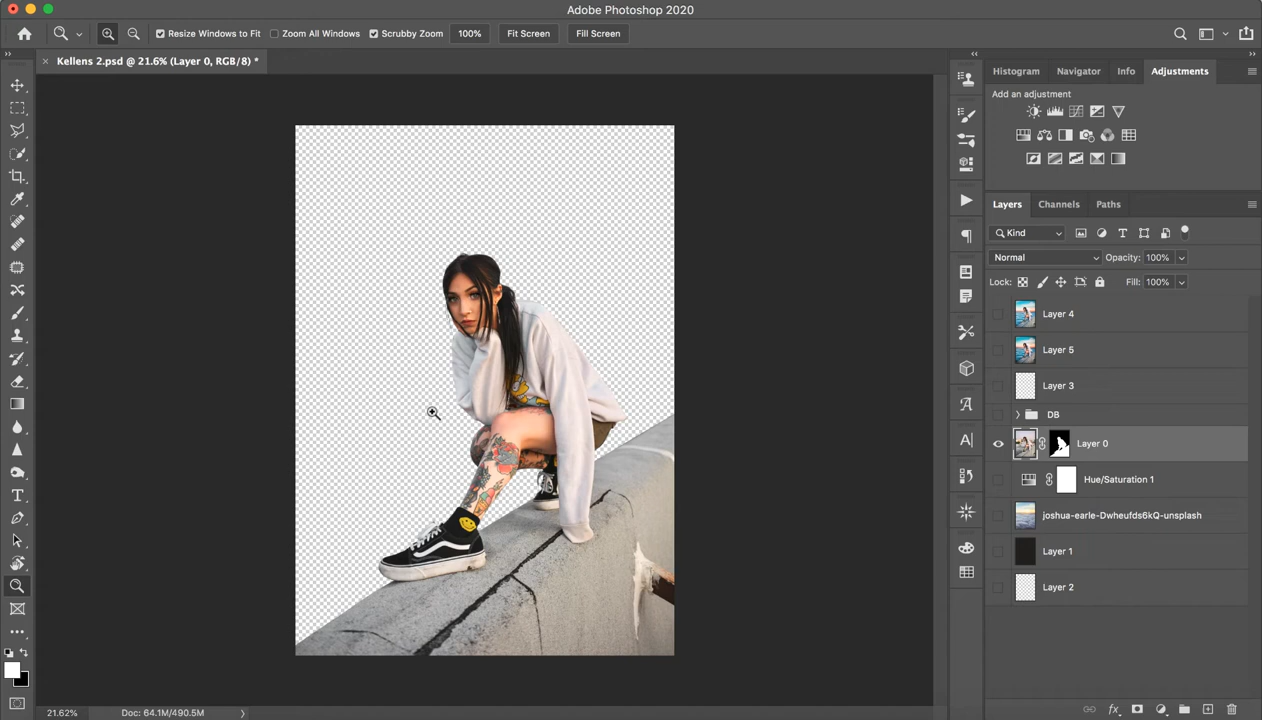 Adobe Photoshop 2020
Resize Windows to Fit Zoom All Windows Scrubby Zoom 100% Fit Screen Fill Screen
Kellens 2.psd @ 21.6% (Layer 0, RGB/8) *
Histogram Navigator Info Adjustments
Add an adjustment
Layers Channels Paths
Kind
Normal Opacity: 100%
Lock: Fill: 100%
Layer 4
Layer 5
Layer 3
DB
Layer 0
Hue/Saturation 1
joshua-earle-Dwheufds6kQ-unsplash
Layer 1
Layer 2
21.62% Doc: 64.1M/490.5M